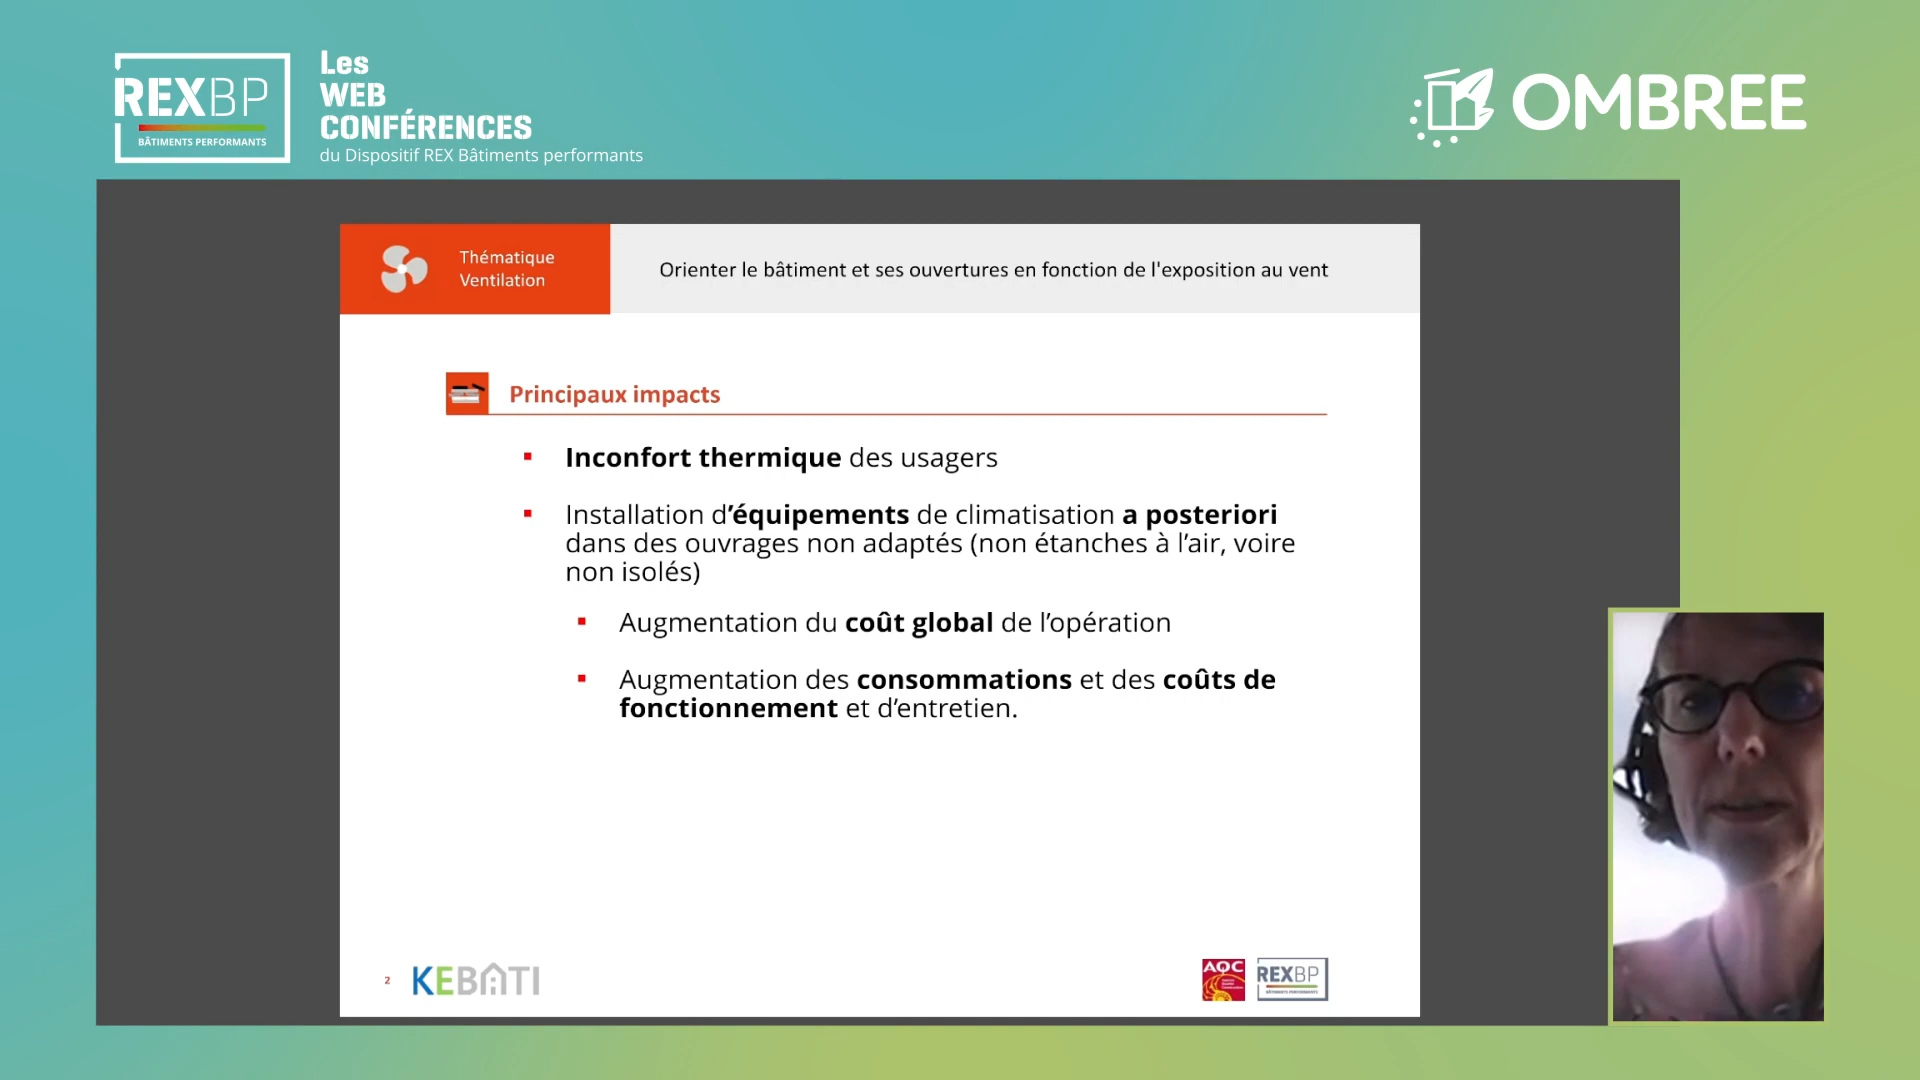 REXBP
BÂTIMENTS PERFORMANTS
Les
WEB
CONFÉRENCES
du Dispositif REX Bâtiments performants
OMBREE
Thématique
Ventilation
Orienter le bâtiment et ses ouvertures en fonction de l'exposition au vent
Principaux impacts
Inconfort thermique des usagers
Installation d’équipements de climatisation a posteriori
dans des ouvrages non adaptés (non étanches à l’air, voire
non isolés)
Augmentation du coût global de l’opération
Augmentation des consommations et des coûts de
fonctionnement et d’entretien.
2
KEBATI
AQC
REXBP
BÂTIMENTS PERFORMANTS